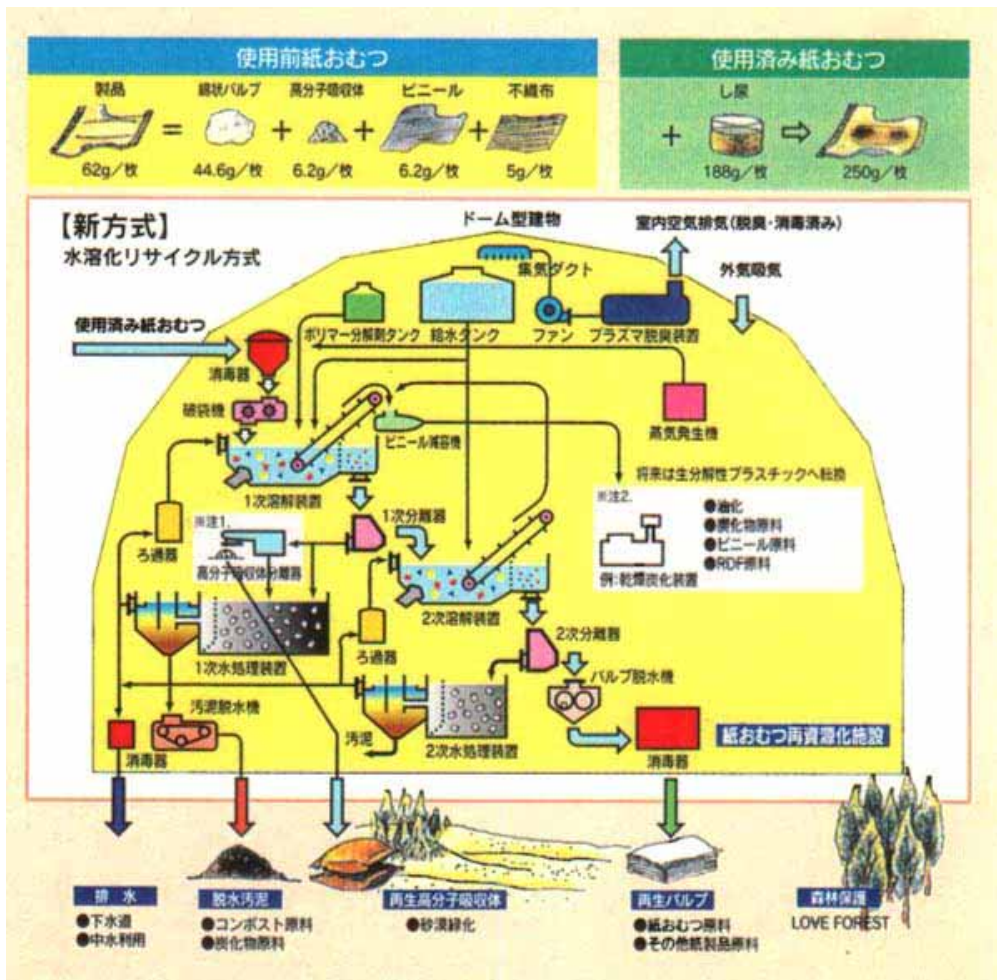 使用前紙おむつ
製品
綿状パルプ
高分子吸収体
ビニール
不織布
= + + +
62g/枚
44.6g/枚
6.2g/枚
6.2g/枚
5g/枚
使用済み紙おむつ
し尿
+ ⇨
188g/枚
250g/枚
【新方式】
水溶化リサイクル方式
ドーム型建物
室内空気排気(脱臭・消毒済み)
外気吸気
集気ダクト
使用済み紙おむつ
ポリマー分解剤タンク
給水タンク
ファン
プラズマ脱臭装置
消毒器
破袋機
ビニール減容機
蒸気発生機
1次溶解装置
将来は生分解性プラスチックへ転換
※注2.
●油化
●炭化物原料
●ビニール原料
●RDF原料
例:乾燥炭化装置
ろ過器
※注1.
高分子吸収体分離器
1次分離器
2次溶解装置
1次水処理装置
ろ過器
2次分離器
パルプ脱水機
汚泥脱水機
汚泥
2次水処理装置
消毒器
消毒器
紙おむつ再資源化施設
排水
●下水道
●中水利用
脱水汚泥
●コンポスト原料
●炭化物原料
再生高分子吸収体
●砂漠緑化
再生パルプ
●紙おむつ原料
●その他紙製品原料
森林保護
LOVE FOREST